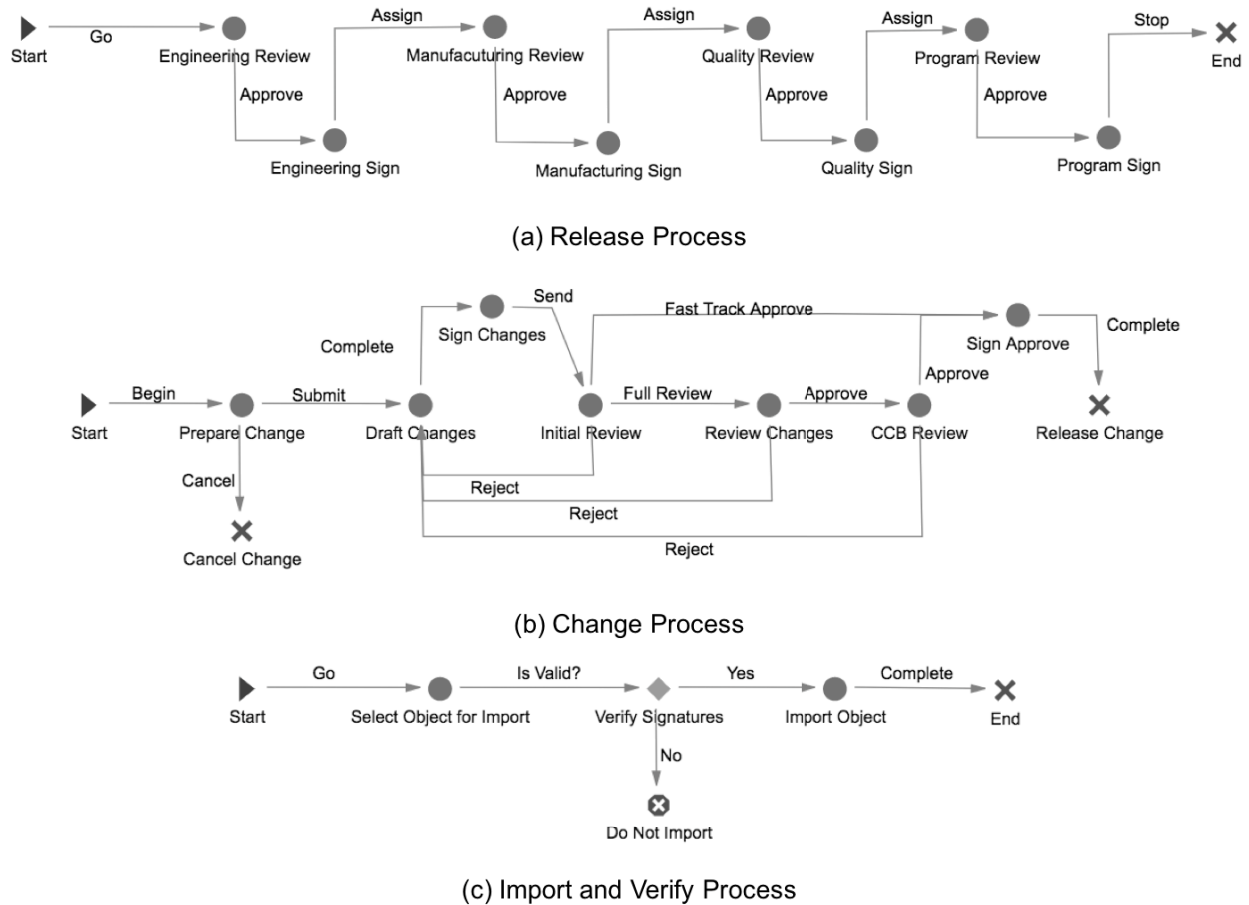 Assign
Assign
Assign
Stop
Go
Start
Engineering Review
Manufacuturing Review
Quality Review
Program Review
End
Approve
Approve
Approve
Approve
Engineering Sign
Manufacturing Sign
Quality Sign
Program Sign
(a) Release Process
Send
Fast Track Approve
Sign Changes
Sign Approve
Complete
Complete
Begin
Submit
Full Review
Approve
Approve
Start
Prepare Change
Draft Changes
Initial Review
Review Changes
CCB Review
Release Change
Cancel
Reject
Reject
Reject
Cancel Change
(b) Change Process
Go
Is Valid?
Yes
Complete
Start
Select Object for Import
Verify Signatures
Import Object
End
No
Do Not Import
(c) Import and Verify Process